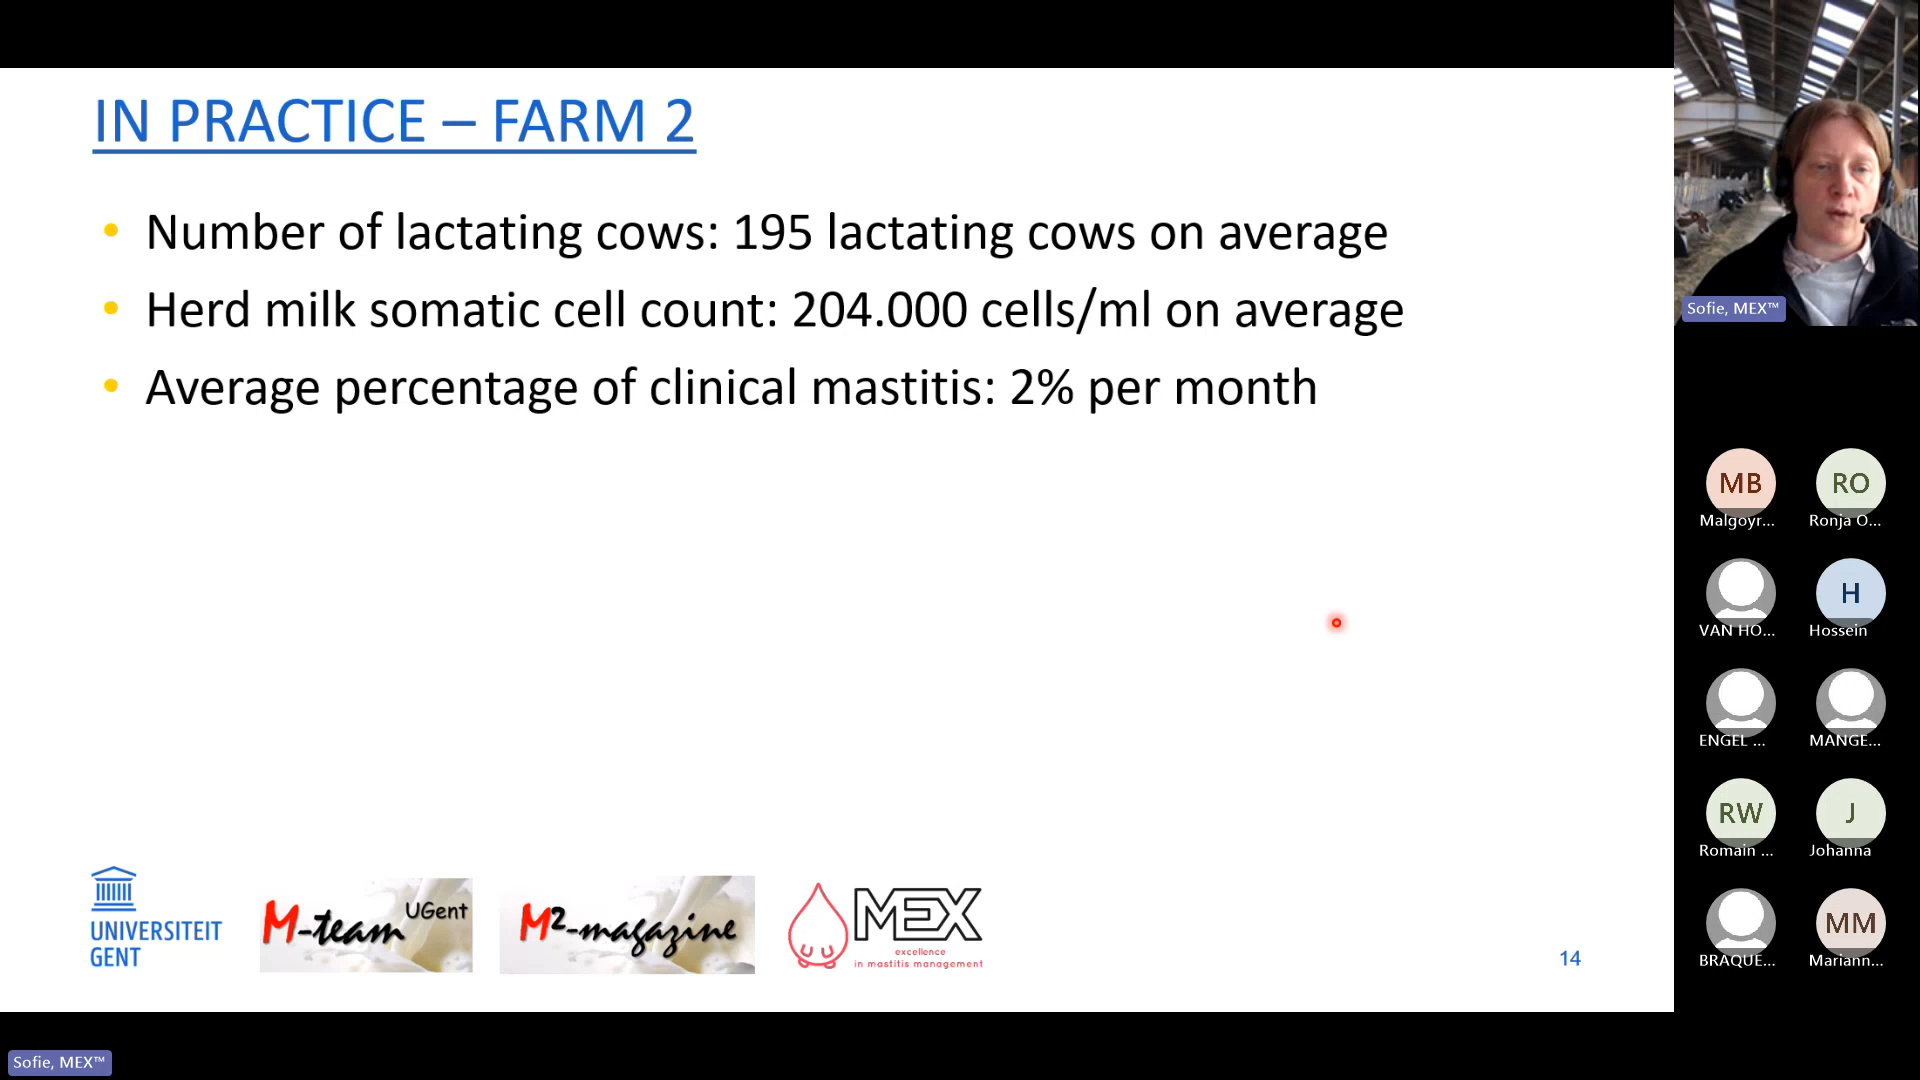 IN PRACTICE – FARM 2
• Number of lactating cows: 195 lactating cows on average
• Herd milk somatic cell count: 204.000 cells/ml on average
• Average percentage of clinical mastitis: 2% per month
UNIVERSITEIT
GENT
M-team UGent
M²-magazine
MEX
excellence
in mastitis management
14
Sofie, MEX™
MB
Malgoyr...
RO
Ronja O...
VAN HO...
H
Hossein
ENGEL ...
MANGE...
RW
Romain ...
J
Johanna
BRAQUE...
MM
Mariann...
Sofie, MEX™